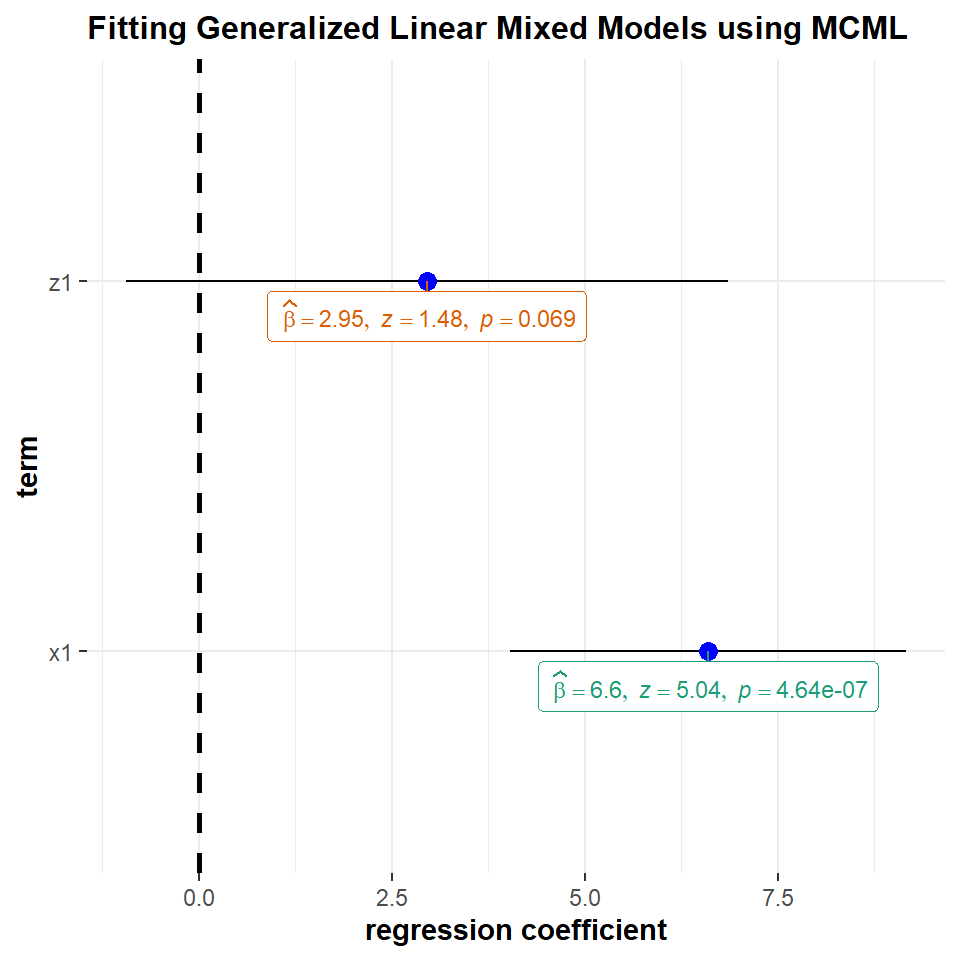 Fitting Generalized Linear Mixed Models using MCML
term
z1
β̂ = 2.95, z = 1.48, p = 0.069
x1
β̂ = 6.6, z = 5.04, p = 4.64e-07
0.0 2.5 5.0 7.5
regression coefficient